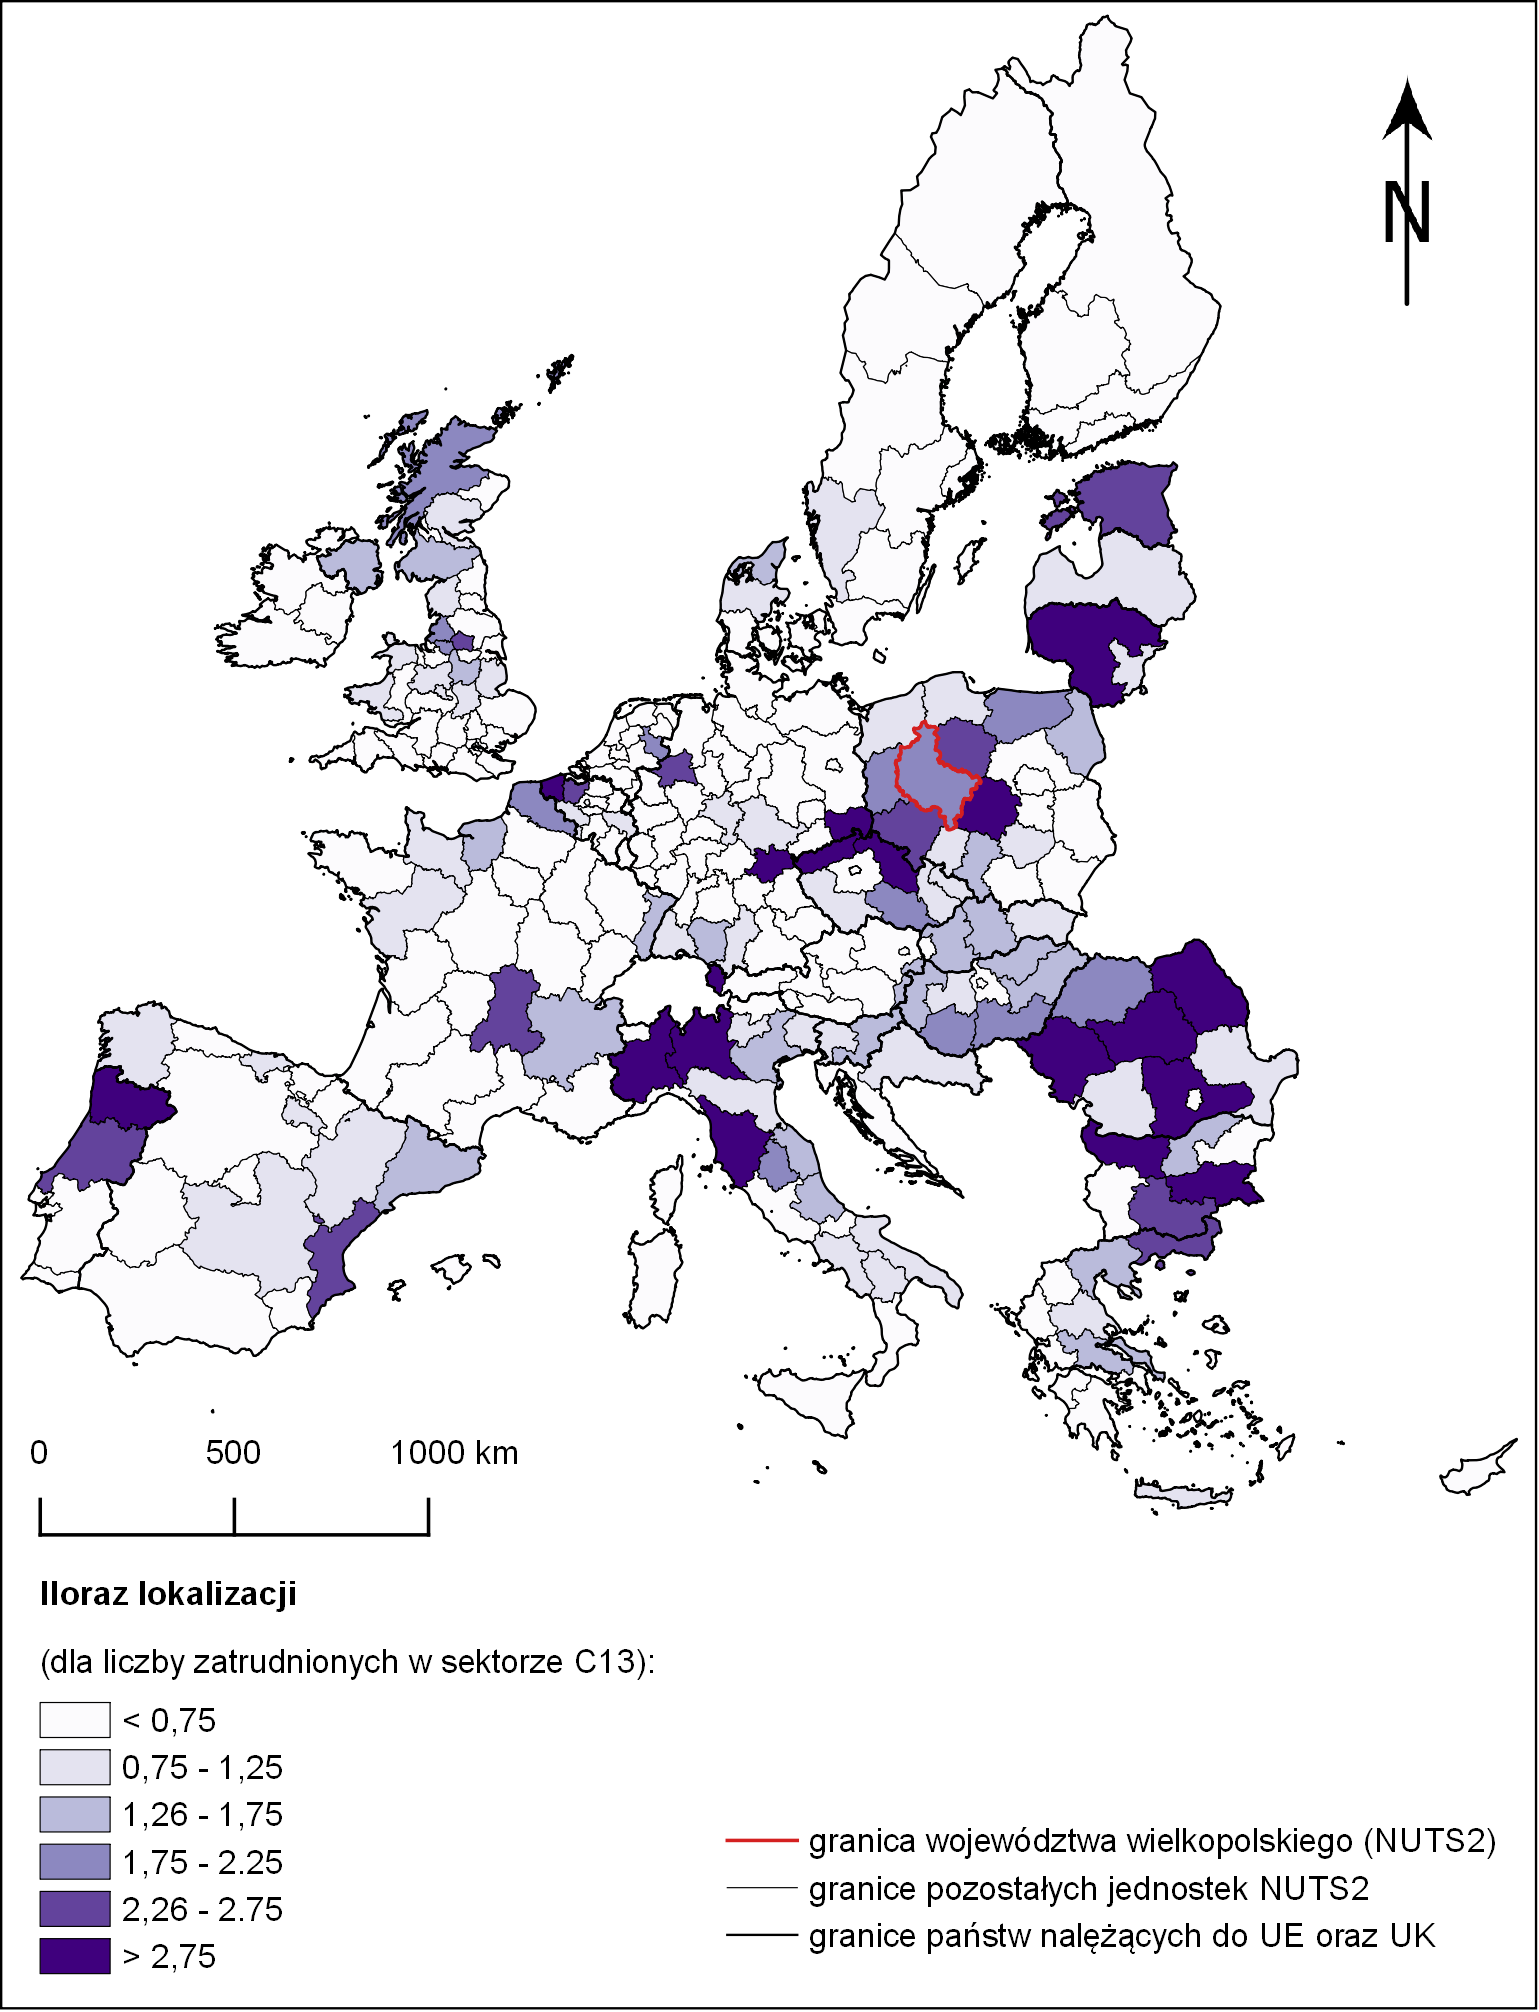 N
0 500 1000 km
Iloraz lokalizacji
(dla liczby zatrudnionych w sektorze C13):
< 0,75
0,75 - 1,25
1,26 - 1,75
1,75 - 2.25
2,26 - 2.75
> 2,75
granica województwa wielkopolskiego (NUTS2)
granice pozostałych jednostek NUTS2
granice państw nalężących do UE oraz UK